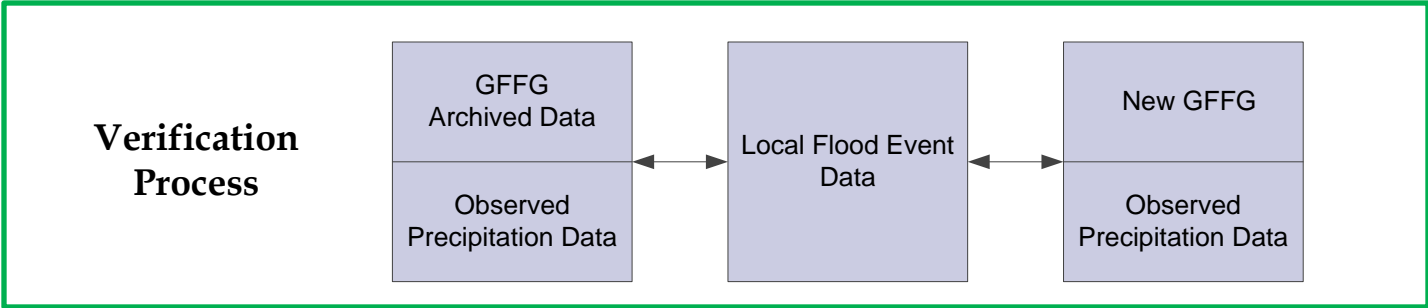 Verification
Process
GFFG
Archived Data
Observed
Precipitation Data
Local Flood Event
Data
New GFFG
Observed
Precipitation Data